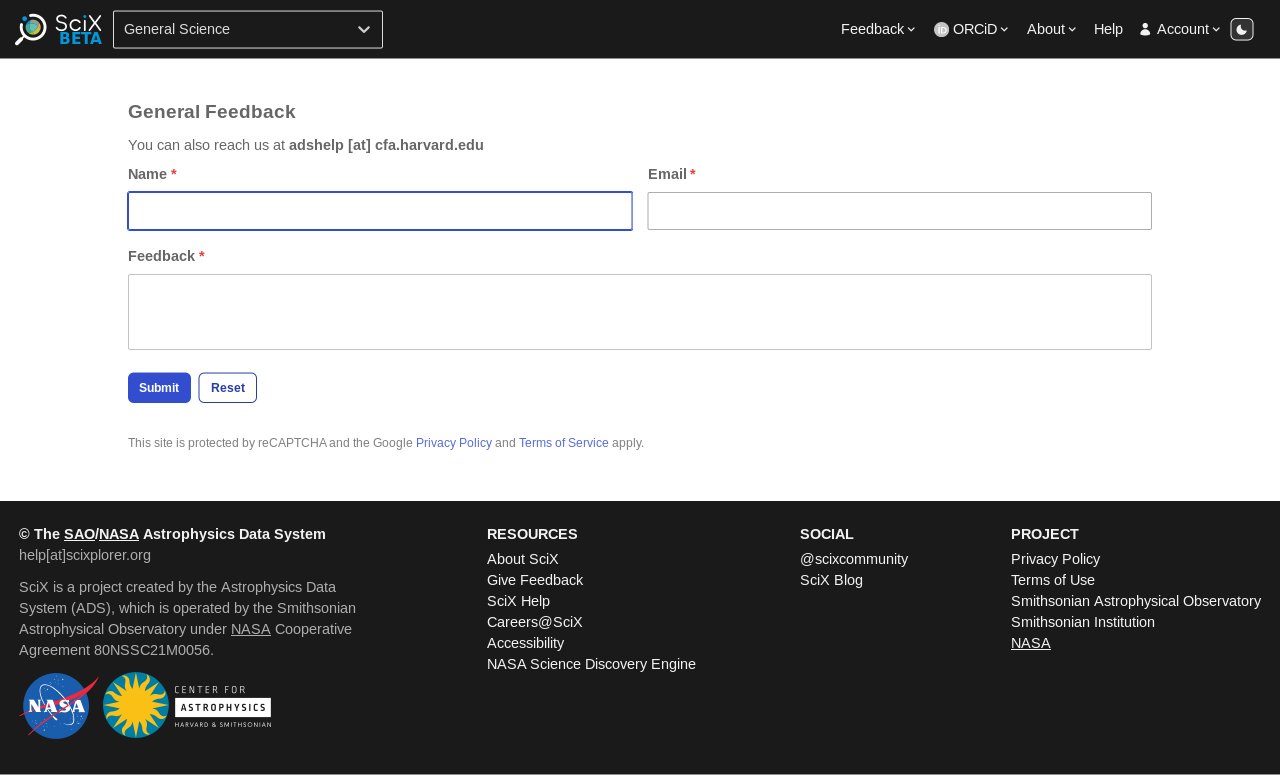 SciX
BETA
General Science
Feedback
iD ORCiD
About
Help
Account
General Feedback
You can also reach us at adshelp [at] cfa.harvard.edu
Name *
Email *
Feedback *
Submit
Reset
This site is protected by reCAPTCHA and the Google Privacy Policy and Terms of Service apply.
© The SAO/NASA Astrophysics Data System
help[at]scixplorer.org
SciX is a project created by the Astrophysics Data
System (ADS), which is operated by the Smithsonian
Astrophysical Observatory under NASA Cooperative
Agreement 80NSSC21M0056.
NASA
CENTER FOR
ASTROPHYSICS
HARVARD & SMITHSONIAN
RESOURCES
About SciX
Give Feedback
SciX Help
Careers@SciX
Accessibility
NASA Science Discovery Engine
SOCIAL
@scixcommunity
SciX Blog
PROJECT
Privacy Policy
Terms of Use
Smithsonian Astrophysical Observatory
Smithsonian Institution
NASA